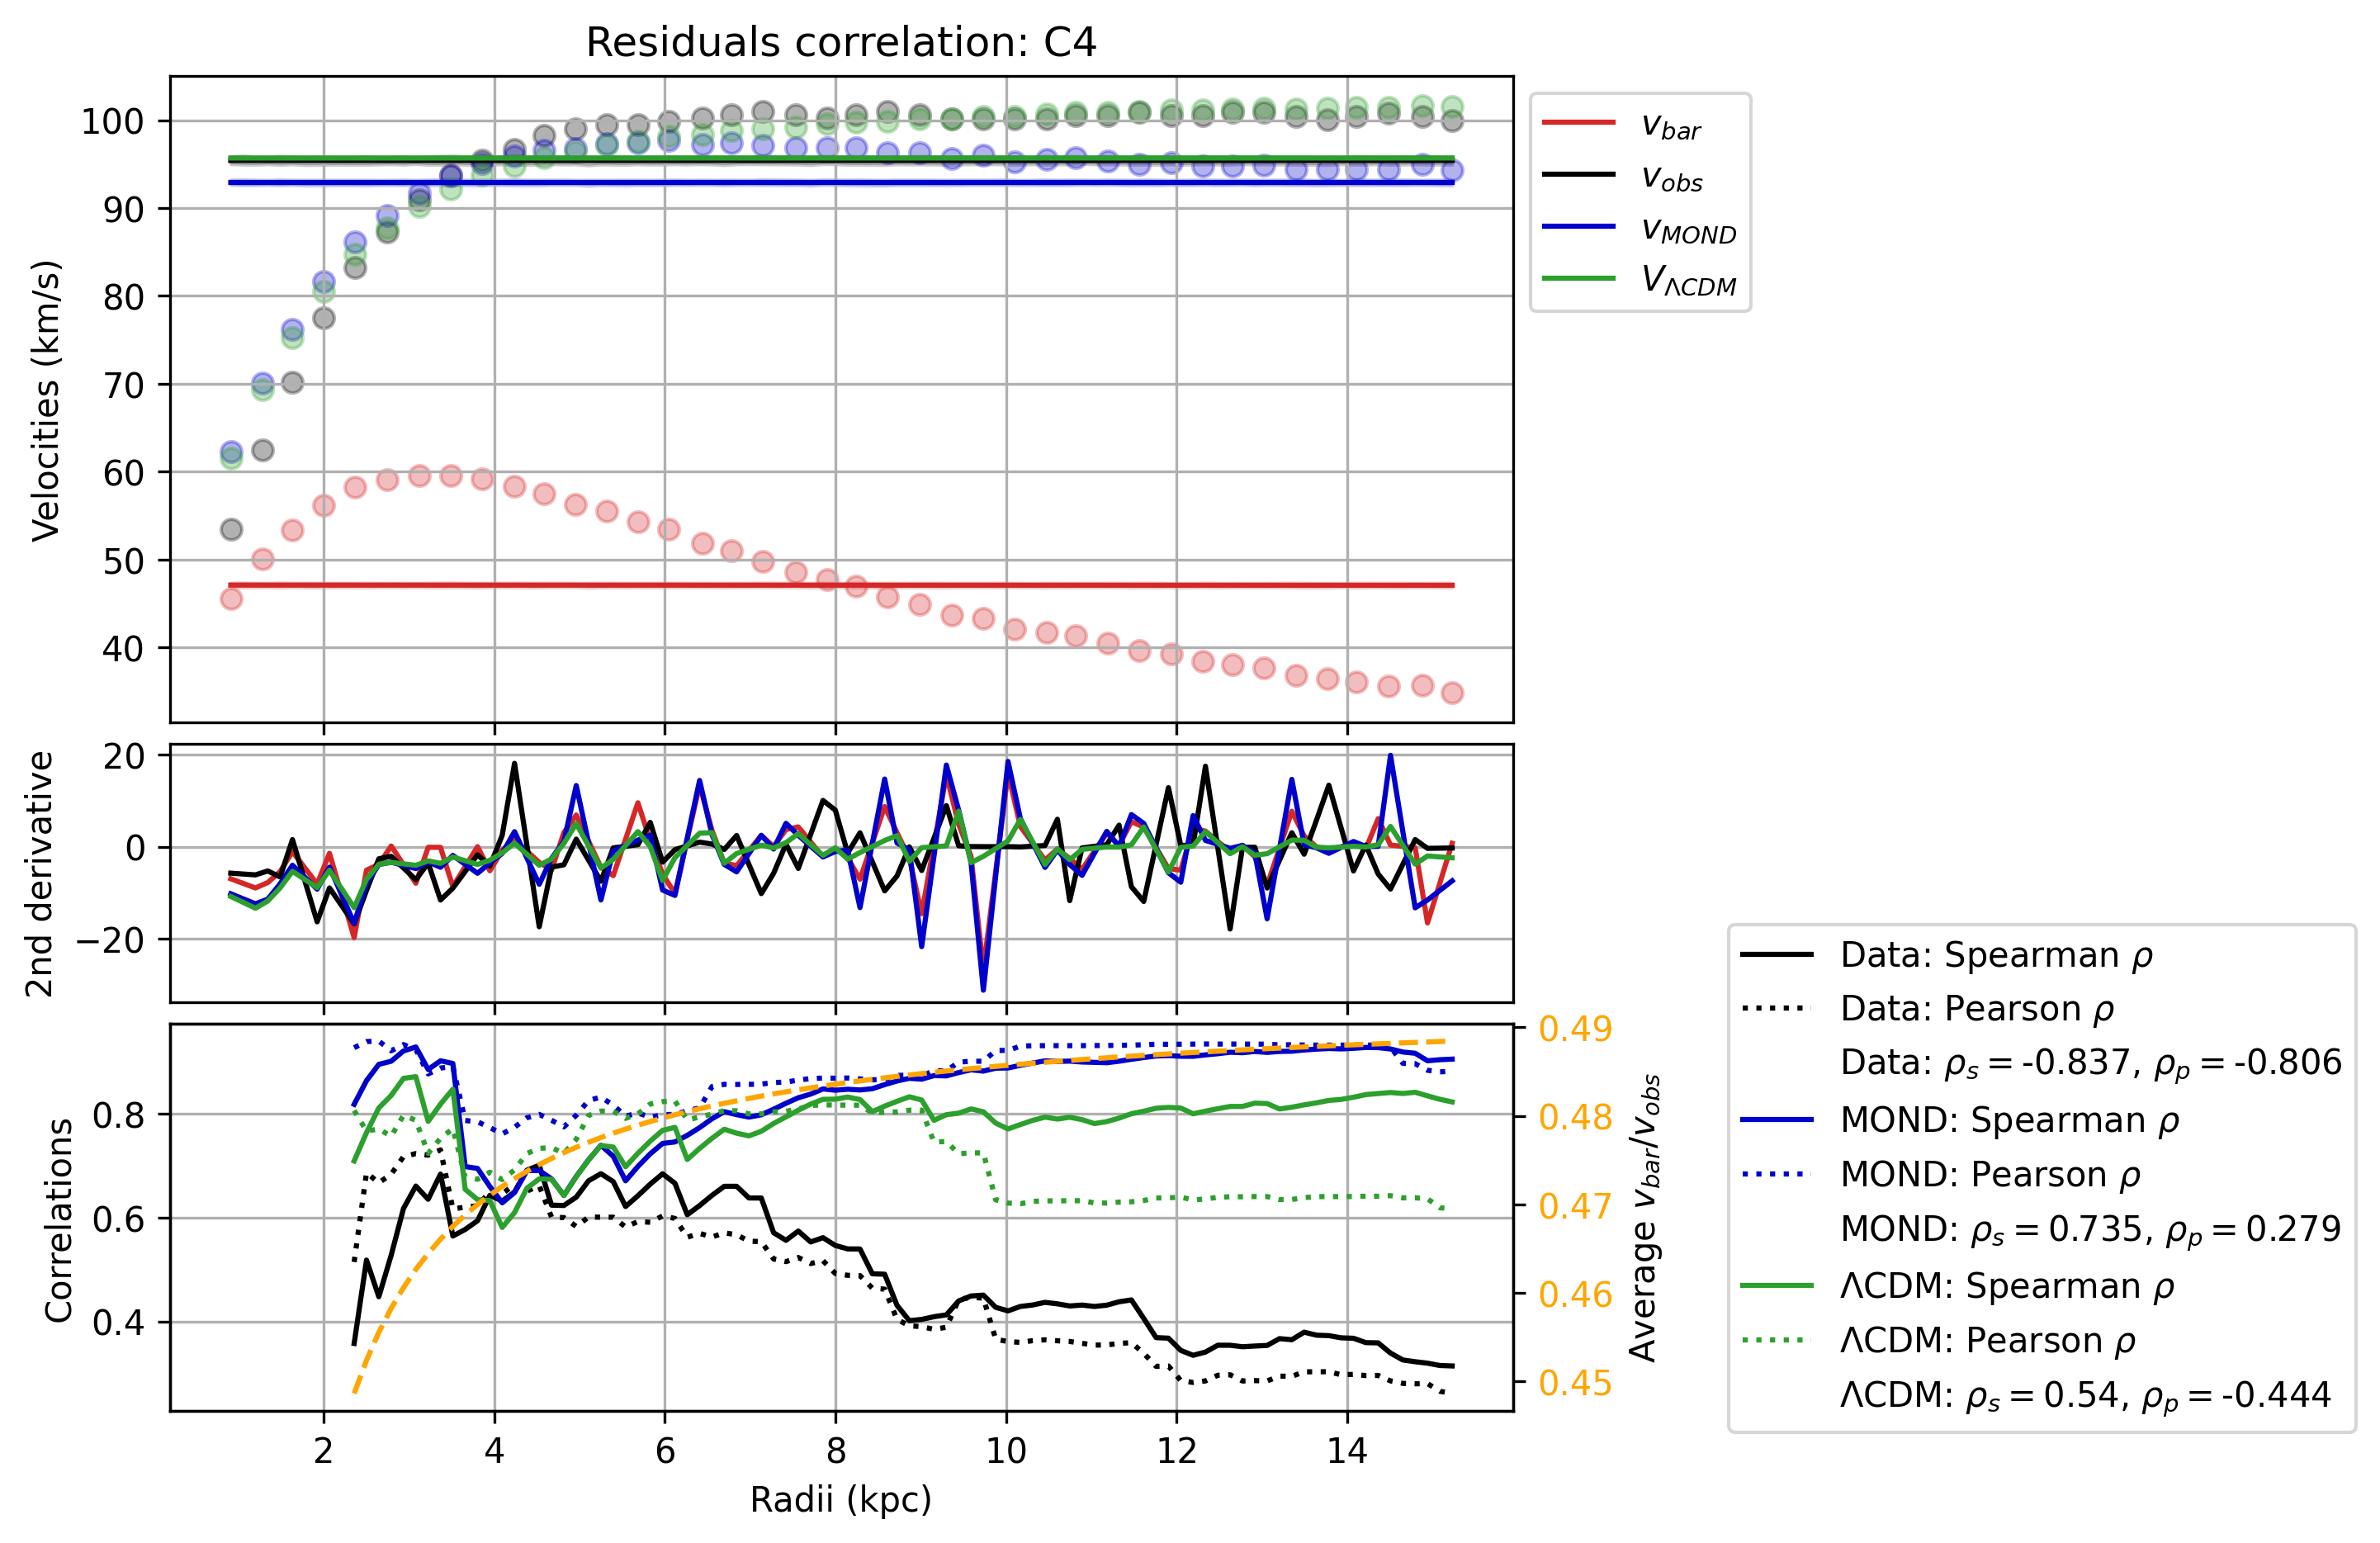 Residuals correlation: C4
100
90
80
70
60
50
40
Velocities (km/s)
v_bar
v_obs
v_MOND
V_ΛCDM
20
0
−20
2nd derivative
0.8
0.6
0.4
Correlations
0.49
0.48
0.47
0.46
0.45
Average v_bar/v_obs
2 4 6 8 10 12 14
Radii (kpc)
Data: Spearman ρ
Data: Pearson ρ
Data: ρ_s = -0.837, ρ_p = -0.806
MOND: Spearman ρ
MOND: Pearson ρ
MOND: ρ_s = 0.735, ρ_p = 0.279
ΛCDM: Spearman ρ
ΛCDM: Pearson ρ
ΛCDM: ρ_s = 0.54, ρ_p = -0.444